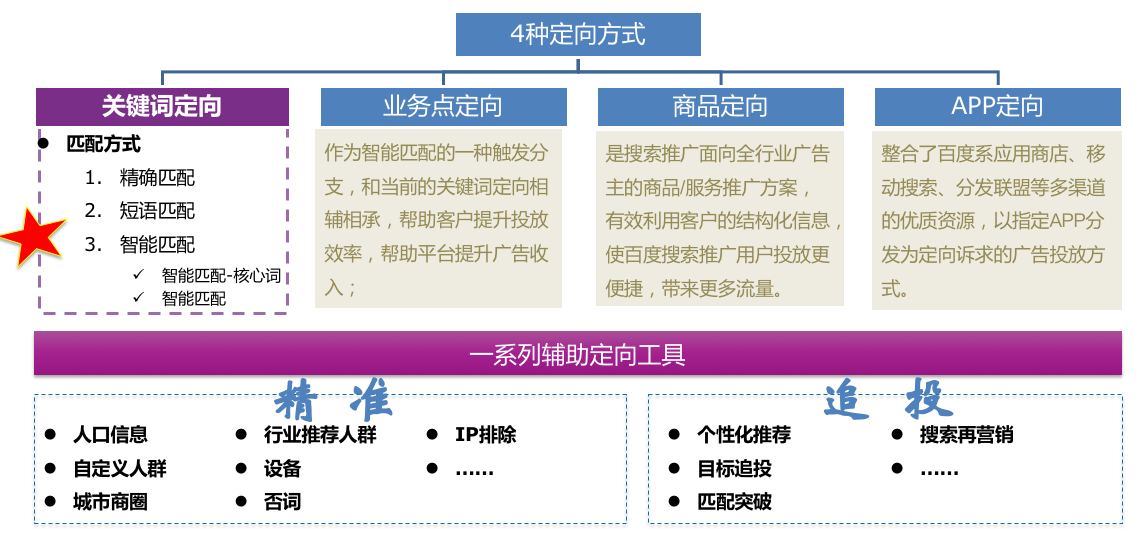 4种定向方式
关键词定向
匹配方式
1. 精确匹配
2. 短语匹配
3. 智能匹配
✓ 智能匹配-核心词
✓ 智能匹配
业务点定向
作为智能匹配的一种触发分
支，和当前的关键词定向相
辅相承，帮助客户提升投放
效率，帮助平台提升广告收
入；
商品定向
是搜索推广面向全行业广告
主的商品/服务推广方案，
有效利用客户的结构化信息，
使百度搜索推广用户投放更
便捷，带来更多流量。
APP定向
整合了百度系应用商店、移
动搜索、分发联盟等多渠道
的优质资源，以指定APP分
发为定向诉求的广告投放方
式。
一系列辅助定向工具
精 准
人口信息
自定义人群
城市商圈
行业推荐人群
设备
否词
IP排除
……
追 投
个性化推荐
目标追投
匹配突破
搜索再营销
……